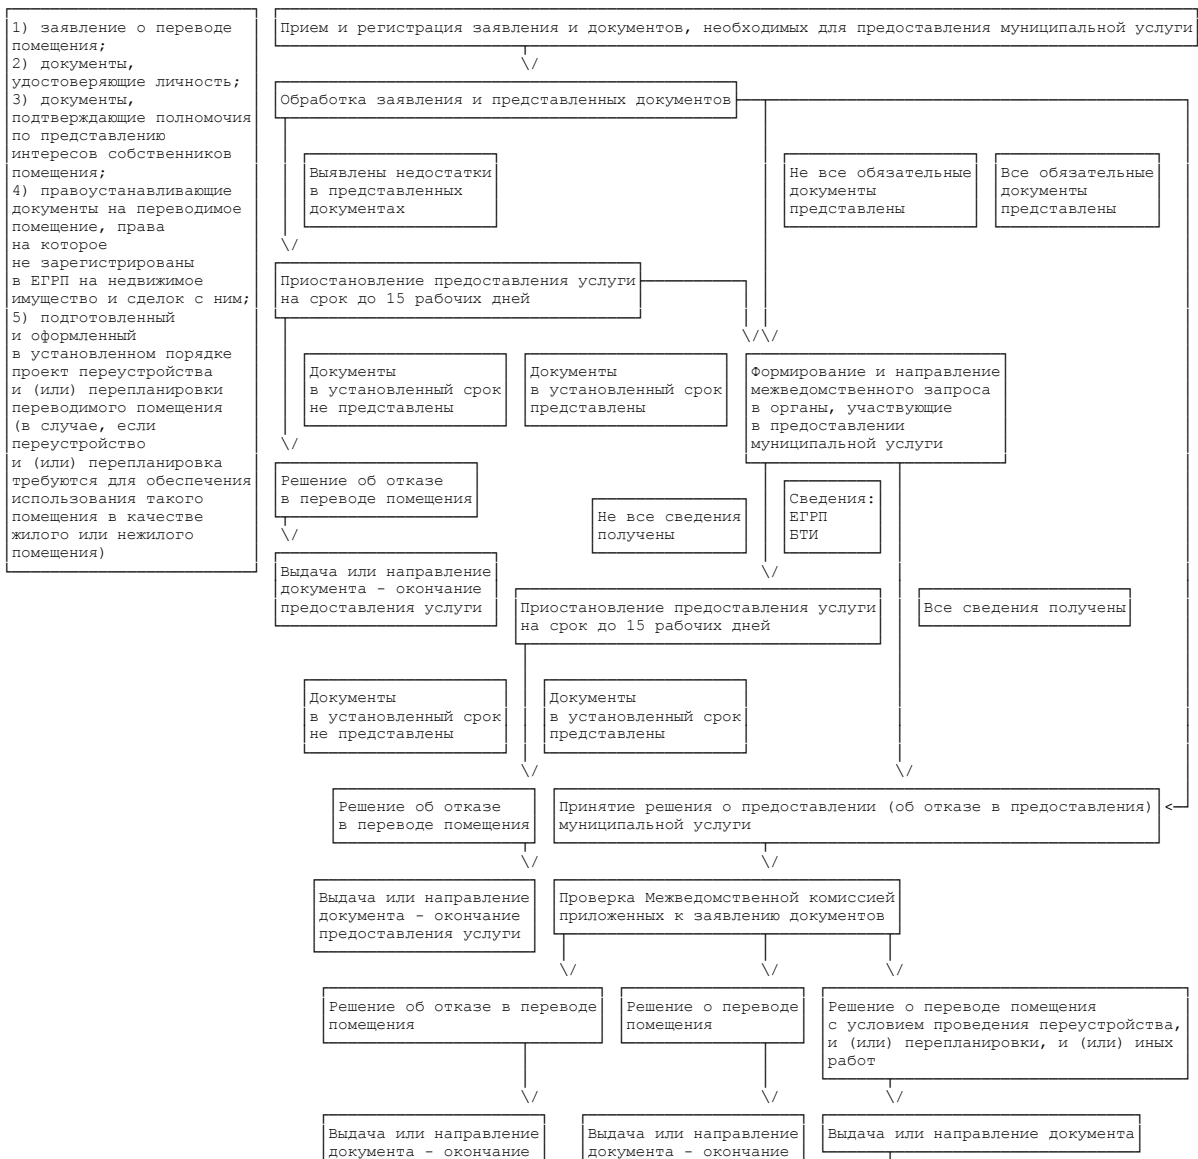 1) заявление о переводе
помещения;
2) документы,
удостоверяющие личность;
3) документы,
подтверждающие полномочия
по представлению
интересов собственников
помещения;
4) правоустанавливающие
документы на переводимое
помещение, права
на которое
не зарегистрированы
в ЕГРП на недвижимое
имущество и сделок с ним;
5) подготовленный
и оформленный
в установленном порядке
проект переустройства
и (или) перепланировки
переводимого помещения
(в случае, если
переустройство
и (или) перепланировка
требуются для обеспечения
использования такого
помещения в качестве
жилого или нежилого
помещения)
Прием и регистрация заявления и документов, необходимых для предоставления муниципальной услуги
Обработка заявления и представленных документов
Выявлены недостатки
в представленных
документах
Не все обязательные
документы
представлены
Все обязательные
документы
представлены
Приостановление предоставления услуги
на срок до 15 рабочих дней
Документы
в установленный срок
не представлены
Документы
в установленный срок
представлены
Формирование и направление
межведомственного запроса
в органы, участвующие
в предоставлении
муниципальной услуги
Решение об отказе
в переводе помещения
Не все сведения
получены
Сведения:
ЕГРП
БТИ
Выдача или направление
документа - окончание
предоставления услуги
Приостановление предоставления услуги
на срок до 15 рабочих дней
Все сведения получены
Документы
в установленный срок
не представлены
Документы
в установленный срок
представлены
Решение об отказе
в переводе помещения
Принятие решения о предоставлении (об отказе в предоставления)
муниципальной услуги
Выдача или направление
документа - окончание
предоставления услуги
Проверка Межведомственной комиссией
приложенных к заявлению документов
Решение об отказе в переводе
помещения
Решение о переводе
помещения
Решение о переводе помещения
с условием проведения переустройства,
и (или) перепланировки, и (или) иных
работ
Выдача или направление
документа - окончание
Выдача или направление
документа - окончание
Выдача или направление документа